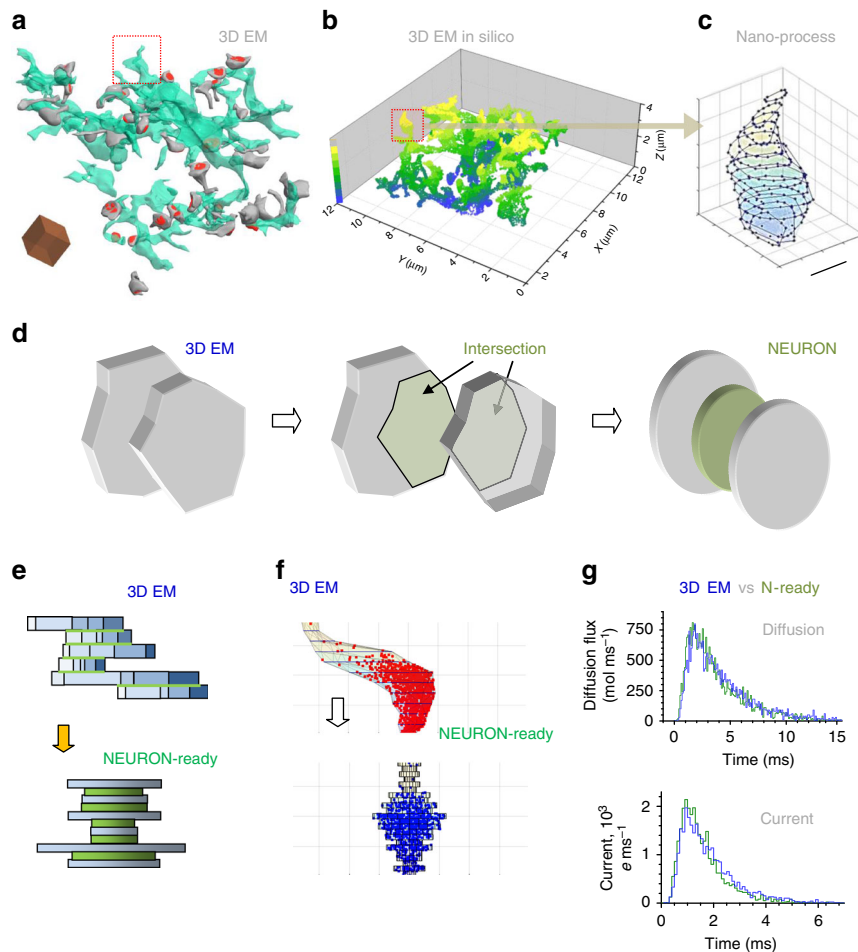 a
3D EM
b
3D EM in silico
4
2
0
Z (µm)
12
10
8
6
4
2
X (µm)
12
10
8
6
4
2
0
Y (µm)
c
Nano-process
d
3D EM
Intersection
NEURON
e
3D EM
NEURON-ready
f
3D EM
NEURON-ready
g
3D EM vs N-ready
Diffusion
Diffusion flux
(mol ms⁻¹)
750
500
250
0
0 5 10 15
Time (ms)
Current
Current, 10³
e ms⁻¹
2
1
0
0 2 4 6
Time (ms)